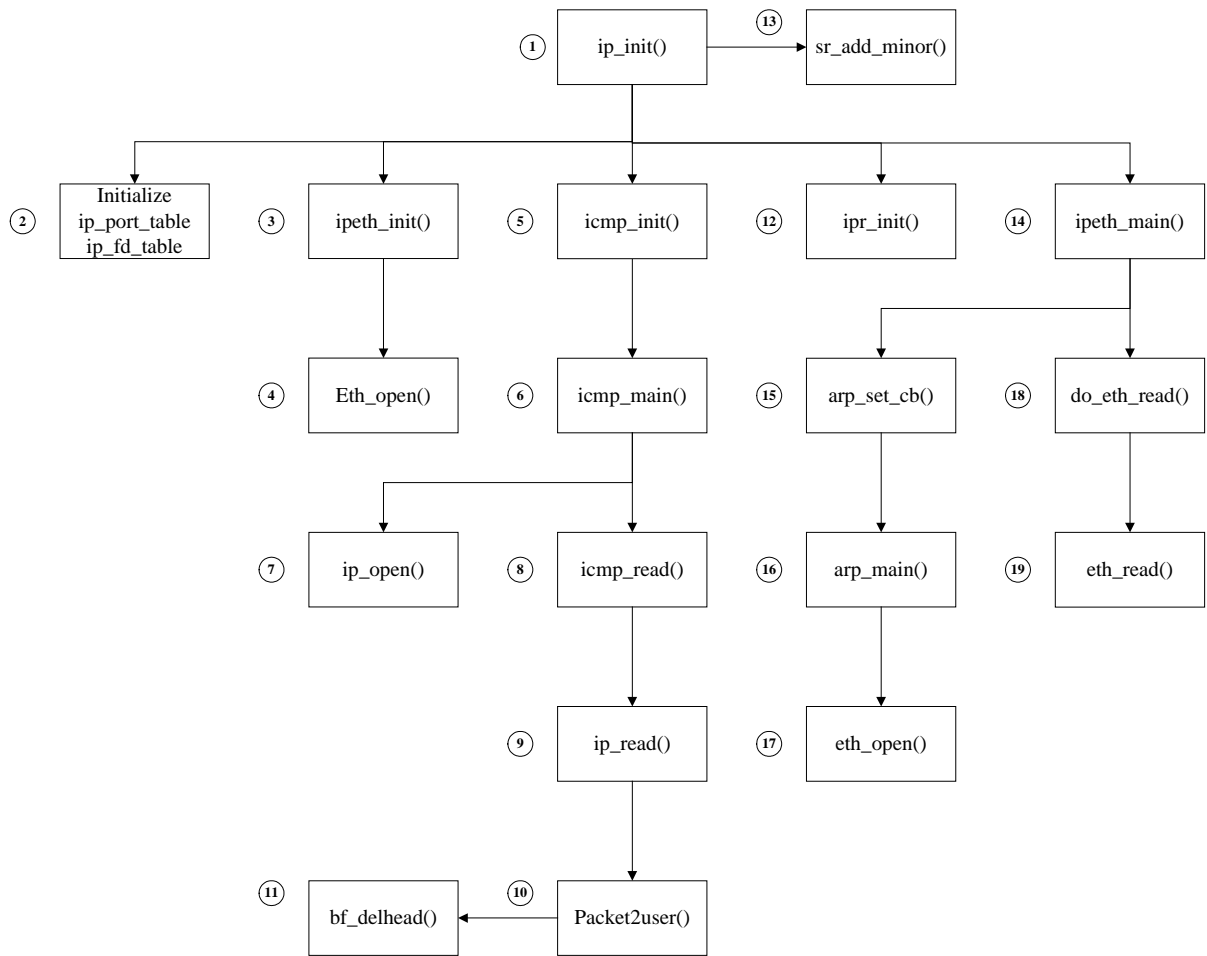 13
1
ip_init()
sr_add_minor()
2
Initialize
ip_port_table
ip_fd_table
3
ipeth_init()
5
icmp_init()
12
ipr_init()
14
ipeth_main()
4
Eth_open()
6
icmp_main()
15
arp_set_cb()
18
do_eth_read()
7
ip_open()
8
icmp_read()
16
arp_main()
19
eth_read()
9
ip_read()
17
eth_open()
11
bf_delhead()
10
Packet2user()